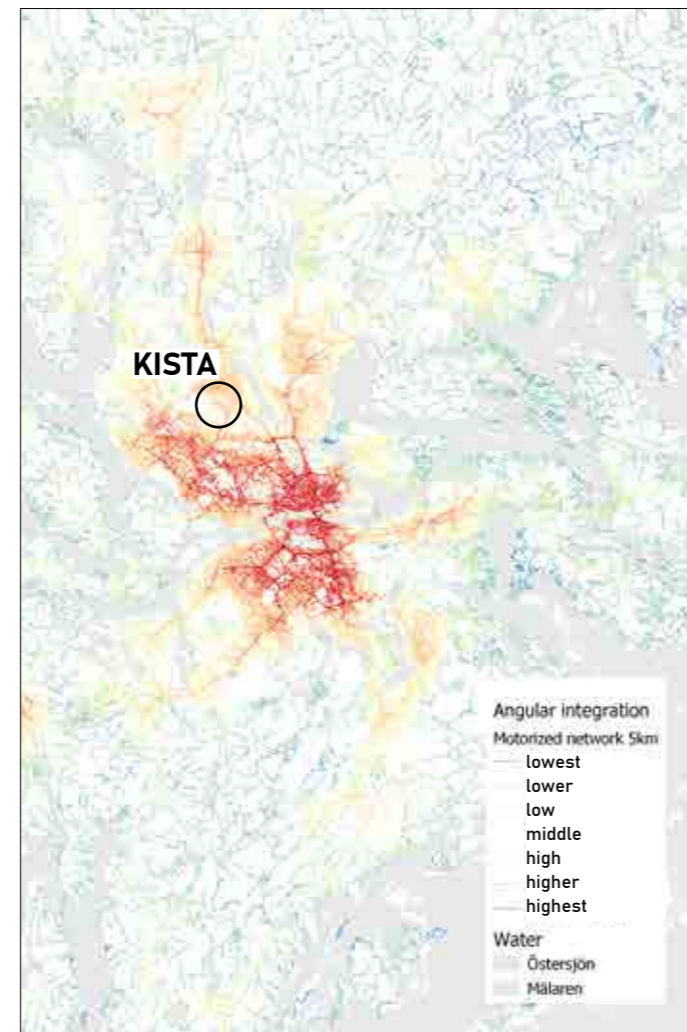 KISTA
Angular integration
Motorized network 5km
lowest
lower
low
middle
high
higher
highest
Water
Östersjön
Mälaren